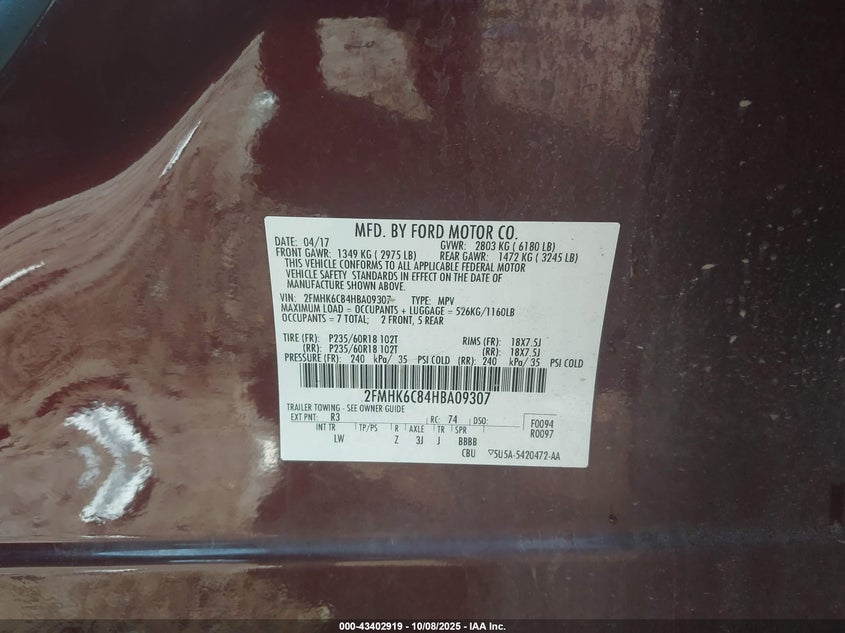 MFD. BY FORD MOTOR CO.
DATE: 04/17 GVWR: 2803 KG ( 6180 LB)
FRONT GAWR: 1349 KG ( 2975 LB) REAR GAWR: 1472 KG ( 3245 LB)
THIS VEHICLE CONFORMS TO ALL APPLICABLE FEDERAL MOTOR
VEHICLE SAFETY STANDARDS IN EFFECT ON THE DATE OF
MANUFACTURE SHOWN ABOVE.
VIN: 2FMHK6C84HBA09307 TYPE: MPV
MAXIMUM LOAD = OCCUPANTS + LUGGAGE = 526KG/1160LB
OCCUPANTS = 7 TOTAL; 2 FRONT, 5 REAR
TIRE (FR): P235/60R18 102T RIMS (FR): 18X7.5J
(RR): P235/60R18 102T (RR): 18X7.5J
PRESSURE (FR): 240 kPa/ 35 PSI COLD (RR): 240 kPa/ 35 PSI COLD
2FMHK6C84HBA09307
TRAILER TOWING - SEE OWNER GUIDE
EXT PNT: R3 RC: 74 DSO: F0094
INT TR TP/PS R AXLE TR SPR R0097
LW Z 3J J BBBB
CBU ▽5U5A-5420472-AA
000-43402919 - 10/08/2025 - IAA Inc.